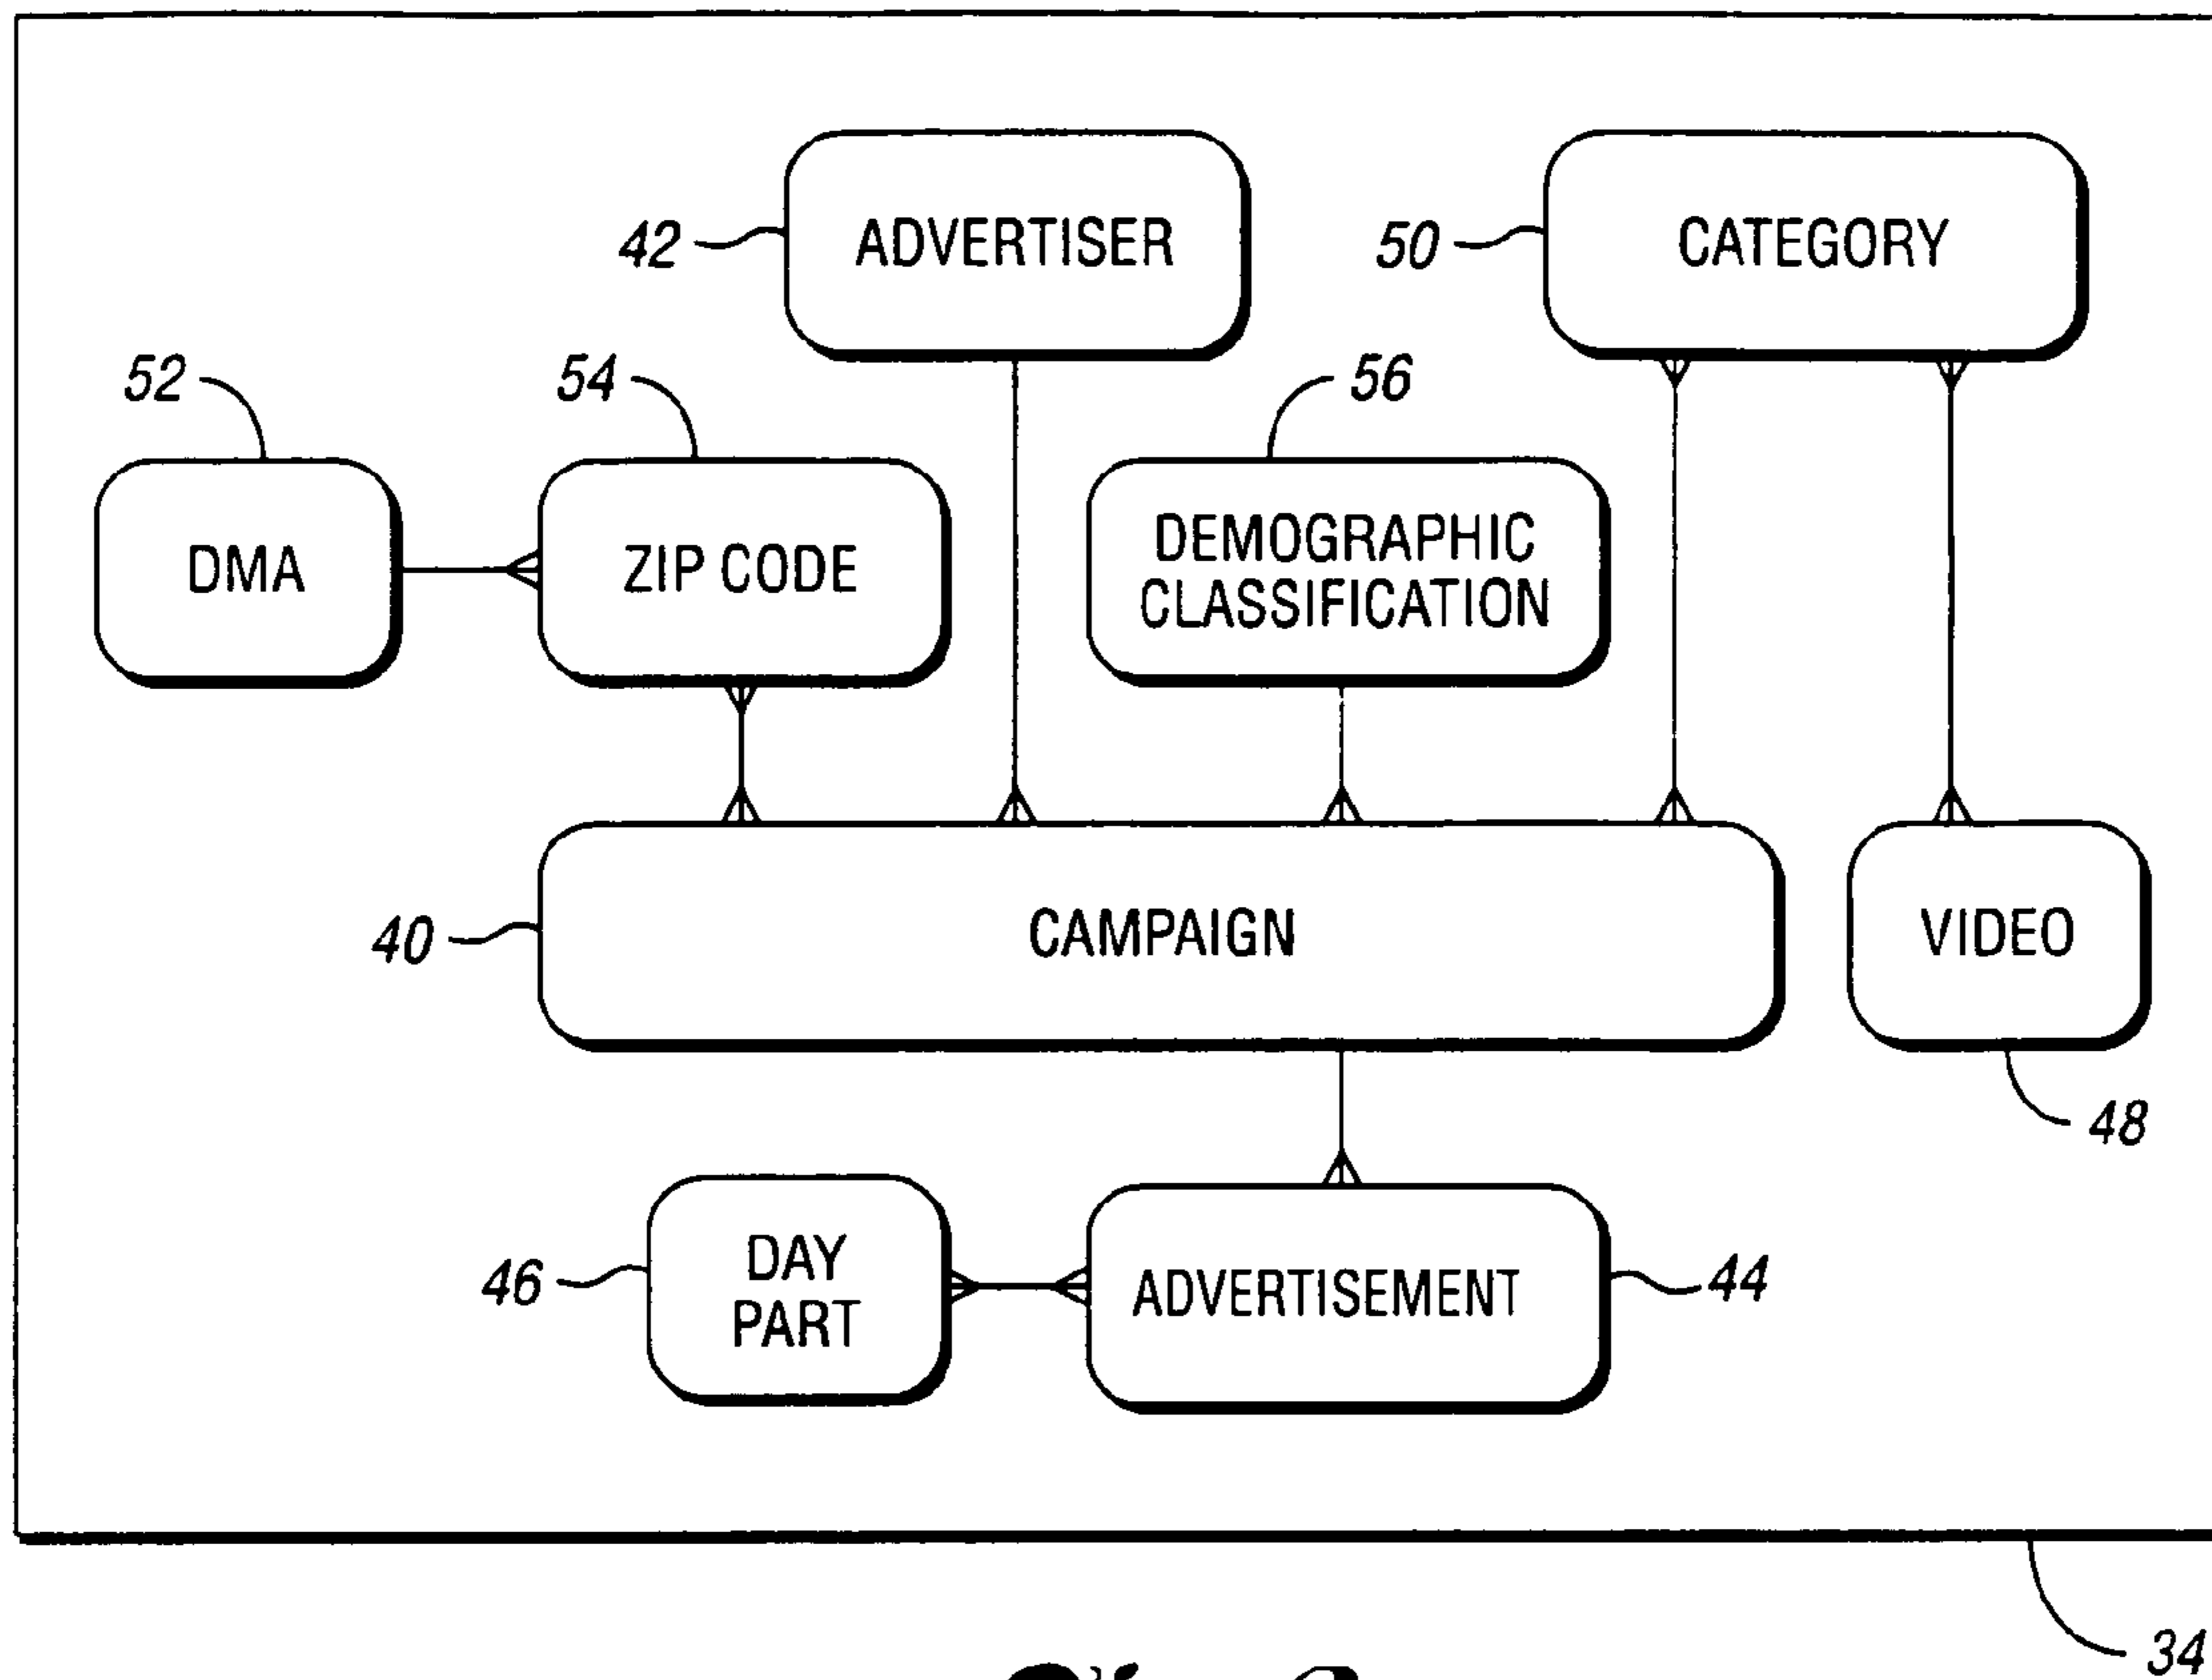 42
ADVERTISER
50
CATEGORY
52
54
56
DMA
ZIP CODE
DEMOGRAPHIC
CLASSIFICATION
40
CAMPAIGN
VIDEO
48
46
DAY
PART
ADVERTISEMENT
44
34